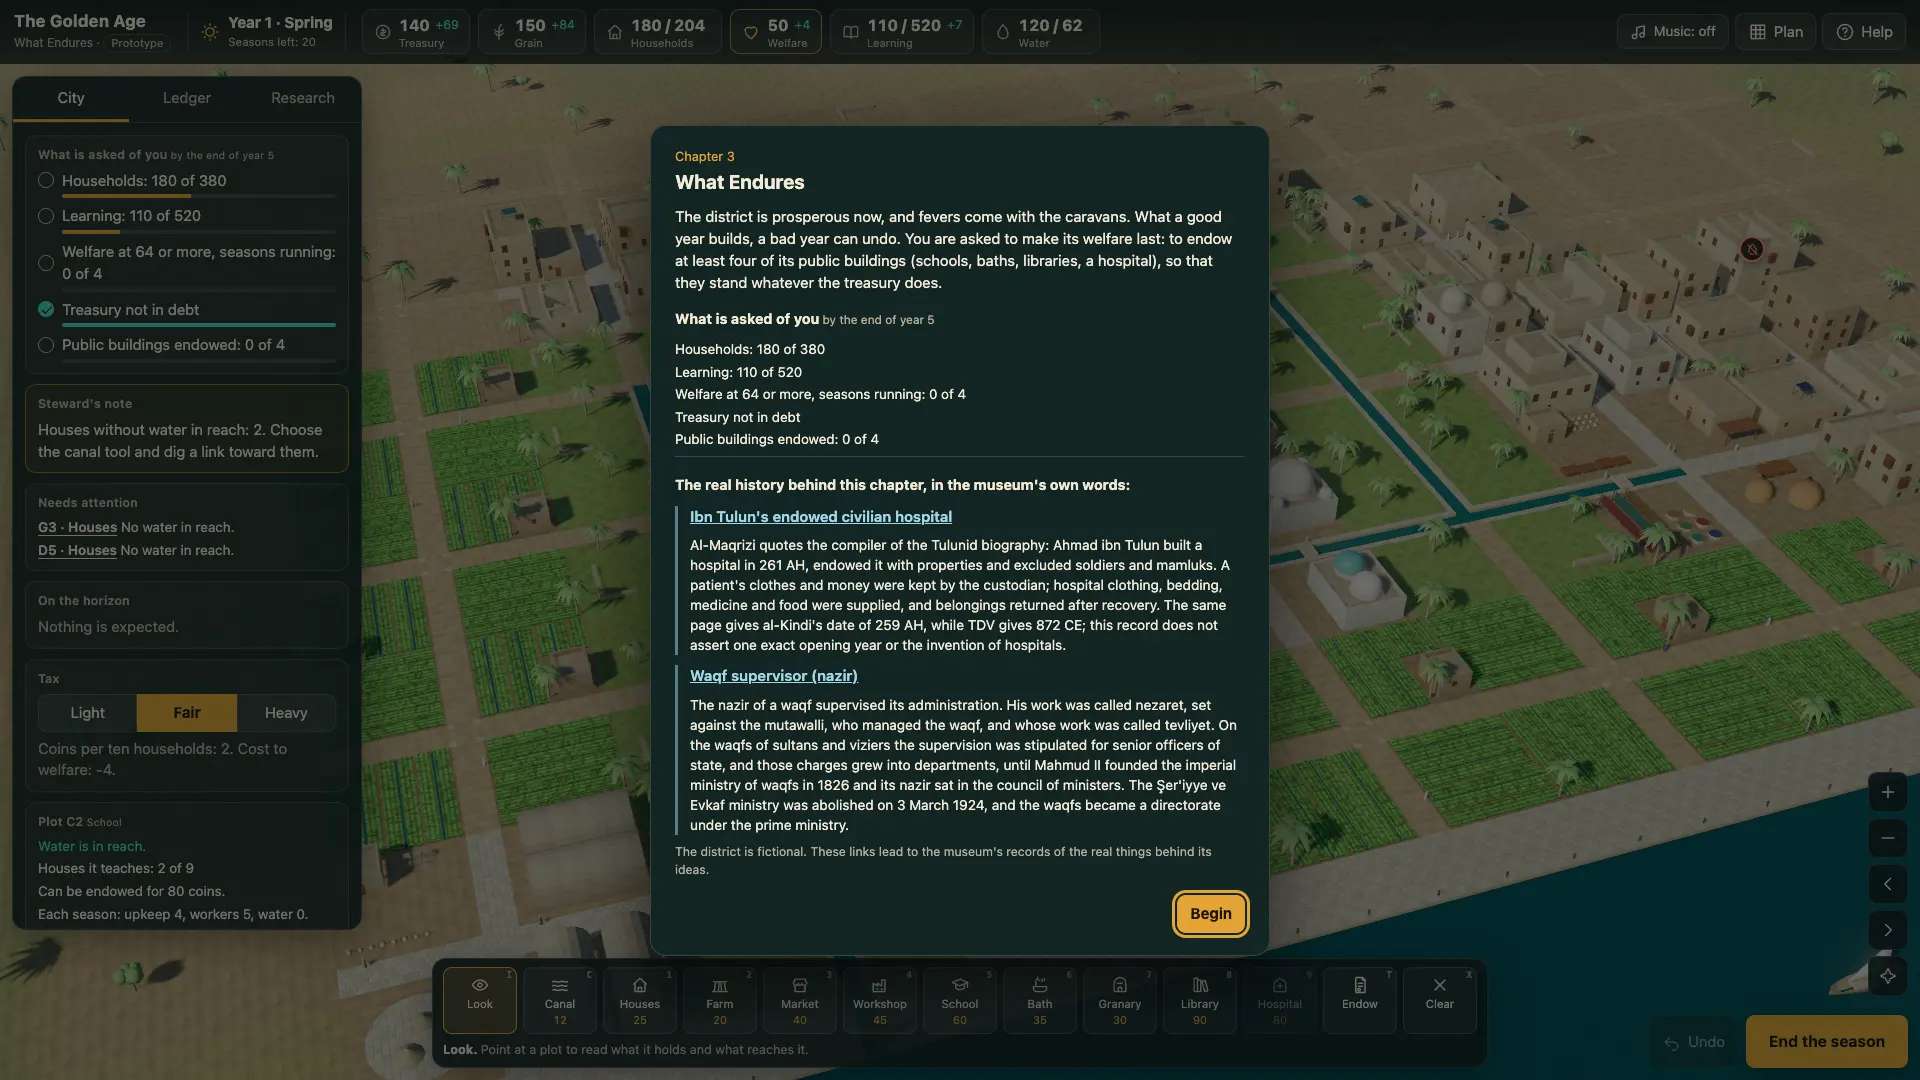 The Golden Age
What Endures · Prototype
Year 1 · Spring
Seasons left: 20
140 +69
Treasury
150 +84
Grain
180 / 204
Households
50 +4
Welfare
110 / 520 +7
Learning
120 / 62
Water
Music: off
Plan
Help
City
Ledger
Research
What is asked of you by the end of year 5
Households: 180 of 380
Learning: 110 of 520
Welfare at 64 or more, seasons running:
0 of 4
Treasury not in debt
Public buildings endowed: 0 of 4
Steward's note
Houses without water in reach: 2. Choose
the canal tool and dig a link toward them.
Needs attention
G3 · Houses No water in reach.
D5 · Houses No water in reach.
On the horizon
Nothing is expected.
Tax
Light
Fair
Heavy
Coins per ten households: 2. Cost to
welfare: -4.
Plot C2 School
Water is in reach.
Houses it teaches: 2 of 9
Can be endowed for 80 coins.
Each season: upkeep 4, workers 5, water 0.
Chapter 3
What Endures
The district is prosperous now, and fevers come with the caravans. What a good
year builds, a bad year can undo. You are asked to make its welfare last: to endow
at least four of its public buildings (schools, baths, libraries, a hospital), so that
they stand whatever the treasury does.
What is asked of you by the end of year 5
Households: 180 of 380
Learning: 110 of 520
Welfare at 64 or more, seasons running: 0 of 4
Treasury not in debt
Public buildings endowed: 0 of 4
The real history behind this chapter, in the museum's own words:
Ibn Tulun's endowed civilian hospital
Al-Maqrizi quotes the compiler of the Tulunid biography: Ahmad ibn Tulun built a
hospital in 261 AH, endowed it with properties and excluded soldiers and mamluks. A
patient's clothes and money were kept by the custodian; hospital clothing, bedding,
medicine and food were supplied, and belongings returned after recovery. The same
page gives al-Kindi's date of 259 AH, while TDV gives 872 CE; this record does not
assert one exact opening year or the invention of hospitals.
Waqf supervisor (nazir)
The nazir of a waqf supervised its administration. His work was called nezaret, set
against the mutawalli, who managed the waqf, and whose work was called tevliyet. On
the waqfs of sultans and viziers the supervision was stipulated for senior officers of
state, and those charges grew into departments, until Mahmud II founded the imperial
ministry of waqfs in 1826 and its nazir sat in the council of ministers. The Şer'iyye ve
Evkaf ministry was abolished on 3 March 1924, and the waqfs became a directorate
under the prime ministry.
The district is fictional. These links lead to the museum's records of the real things behind its
ideas.
Begin
I
Look
C
Canal
12
1
Houses
25
2
Farm
20
3
Market
40
4
Workshop
45
5
School
60
6
Bath
35
7
Granary
30
8
Library
90
9
Hospital
80
T
Endow
X
Clear
Look. Point at a plot to read what it holds and what reaches it.
Undo
End the season